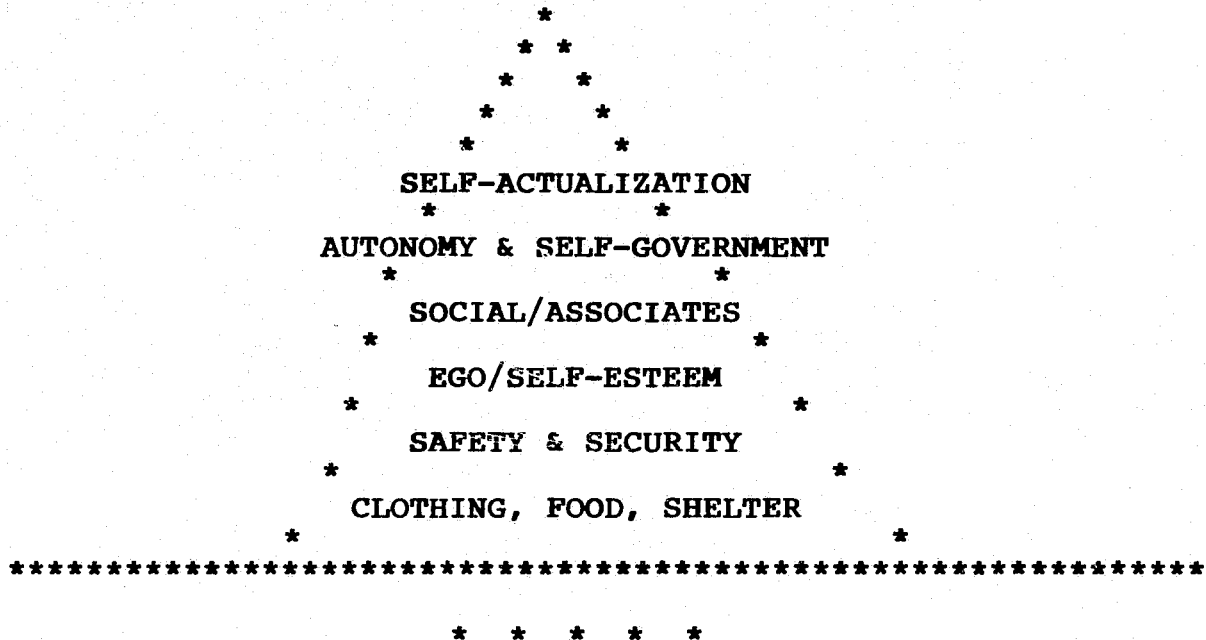 *
* *
* *
* *
* *
SELF-ACTUALIZATION
* *
AUTONOMY & SELF-GOVERNMENT
* *
SOCIAL/ASSOCIATES
* *
EGO/SELF-ESTEEM
* *
SAFETY & SECURITY
* *
CLOTHING, FOOD, SHELTER
* *
*************************************************************
* * * * *